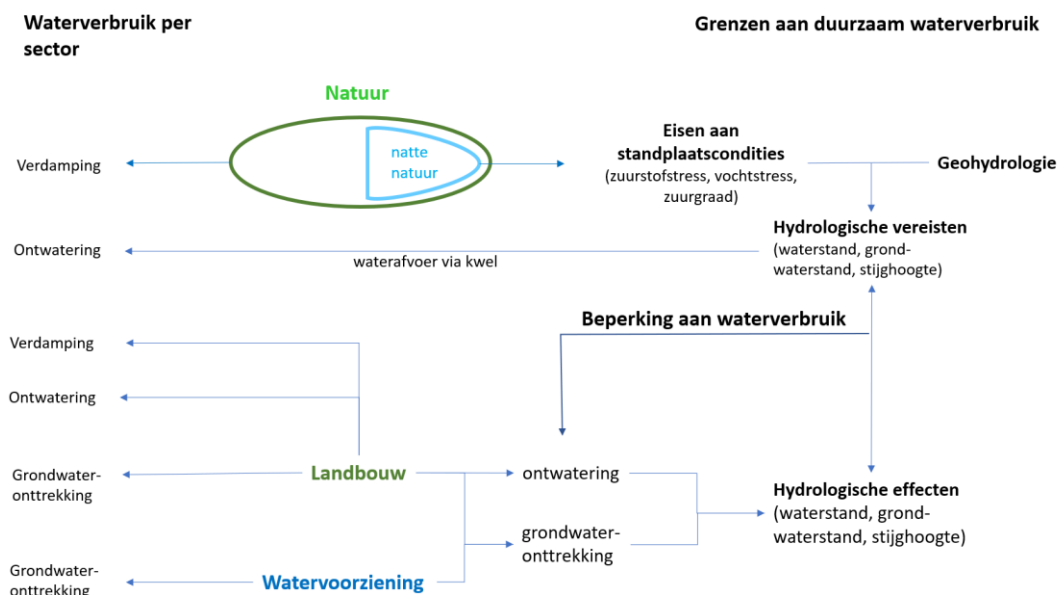 Waterverbruik per
sector
Grenzen aan duurzaam waterverbruik
Natuur
natte
natuur
Verdamping
Eisen aan
standplaatscondities
(zuurstofstress, vochtstress,
zuurgraad)
Geohydrologie
Ontwatering
waterafvoer via kwel
Hydrologische vereisten
(waterstand, grond-
waterstand, stijghoogte)
Beperking aan waterverbruik
Verdamping
Ontwatering
Grondwater-
onttrekking
Landbouw
ontwatering
Hydrologische effecten
(waterstand, grond-
waterstand, stijghoogte)
grondwater-
onttrekking
Grondwater-
onttrekking
Watervoorziening